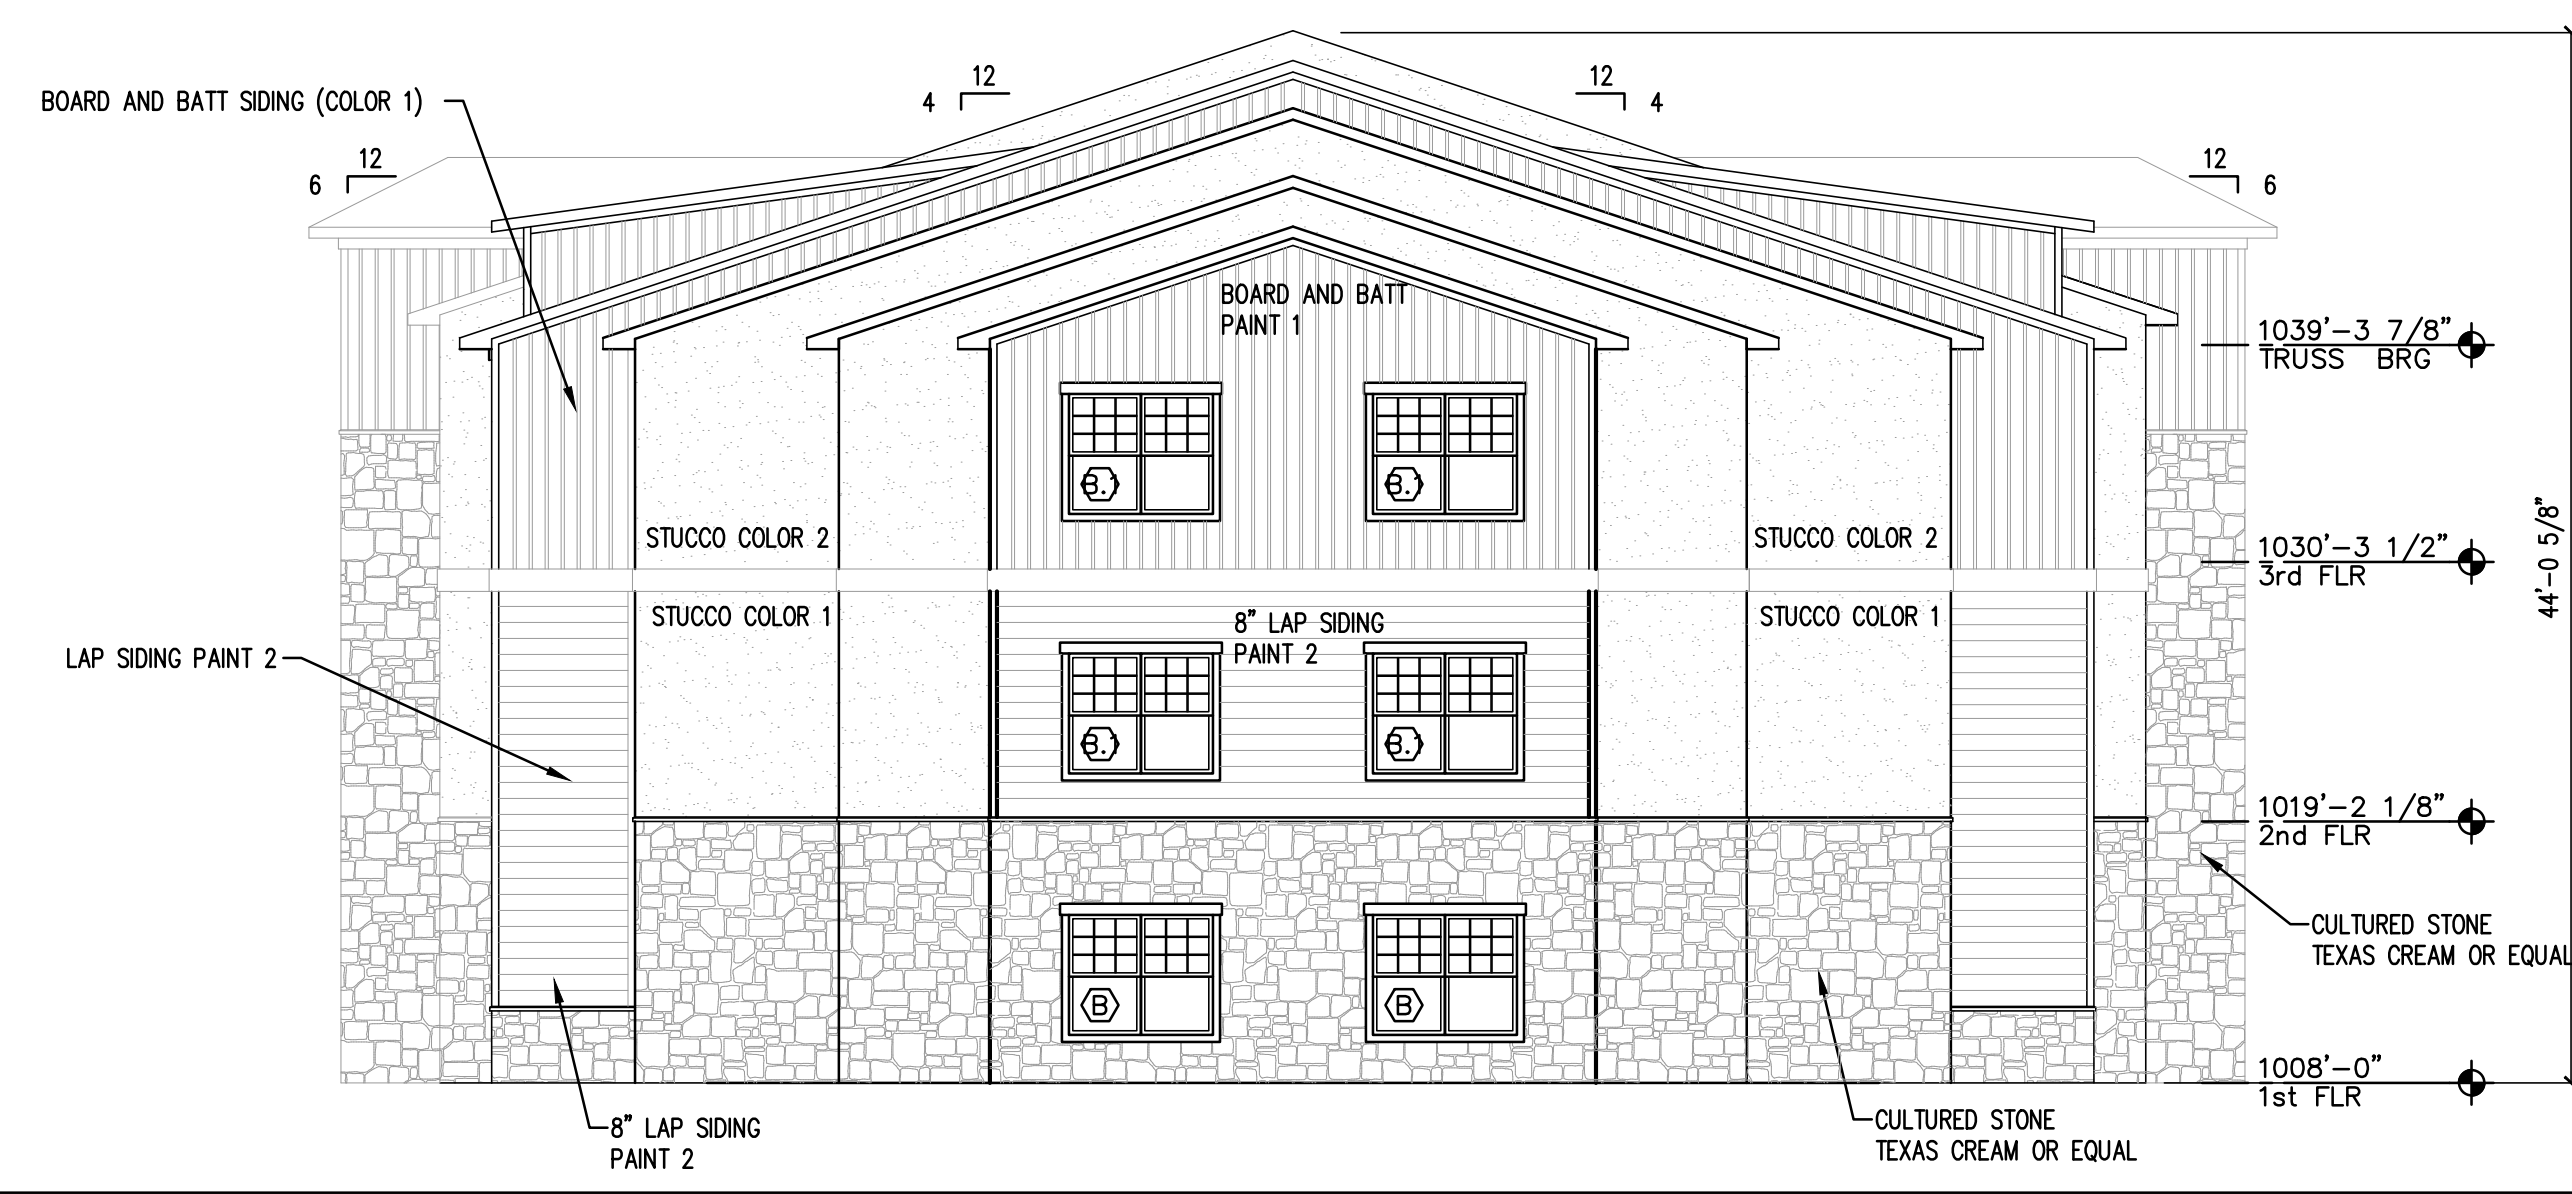 12
12
4
4
BOARD AND BATT SIDING (COLOR 1)
12
12
6
6
BOARD AND BATT
PAINT 1
1039'-3 7/8"
TRUSS BRG
B.1
B.1
STUCCO COLOR 2
STUCCO COLOR 2
1030'-3 1/2"
3rd FLR
44'-0 5/8"
STUCCO COLOR 1
STUCCO COLOR 1
8" LAP SIDING
PAINT 2
LAP SIDING PAINT 2
B.1
B.1
1019'-2 1/8"
2nd FLR
CULTURED STONE
TEXAS CREAM OR EQUAL
B
B
1008'-0"
1st FLR
8" LAP SIDING
PAINT 2
CULTURED STONE
TEXAS CREAM OR EQUAL